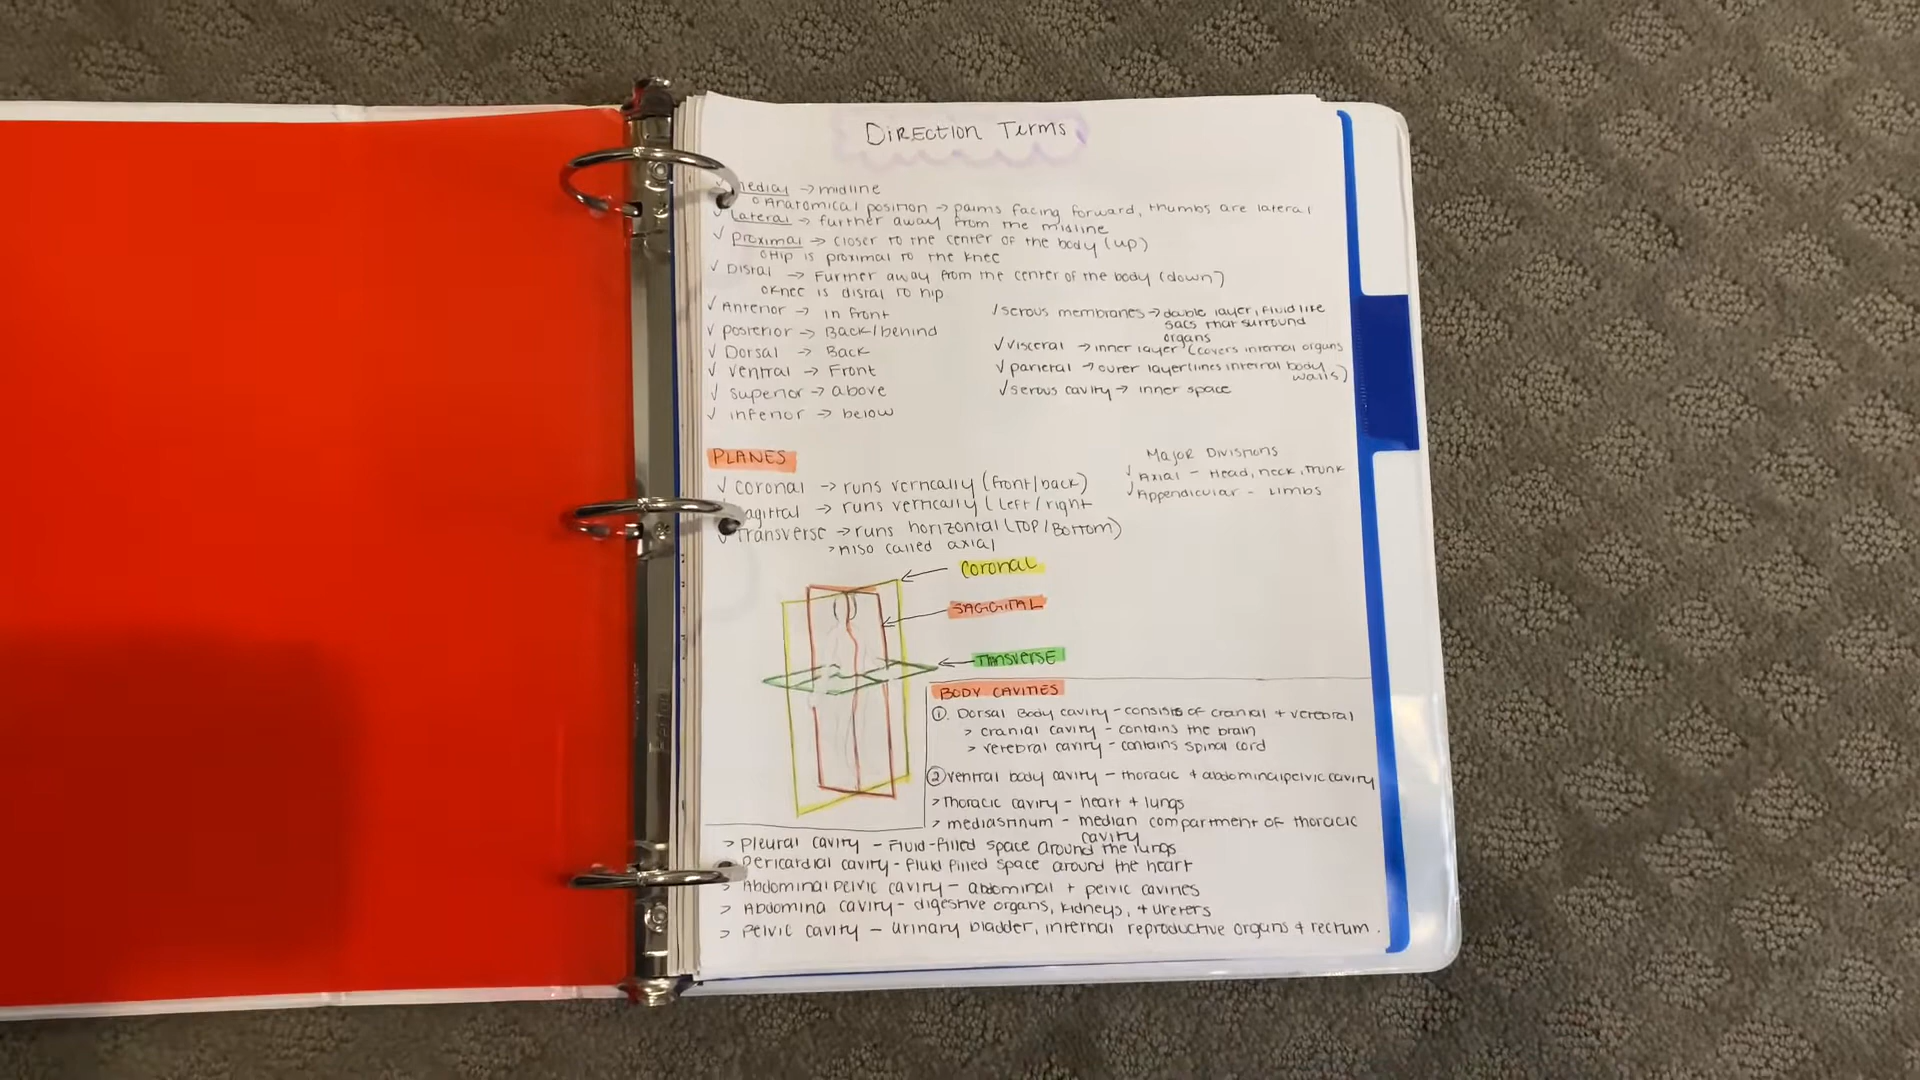 Direction Terms
medial → midline
Anatomical position → palms facing forward, thumbs are lateral
Lateral → further away from the midline
Proximal → closer to the center of the body (up)
Hip is proximal to the knee
Distal → Further away from the center of the body (down)
Knee is distal to hip
Anterior → in front
posterior → Back/behind
Dorsal → Back
ventral → Front
superior → above
inferior → below
serous membranes → double layer, fluid like
sacs that surround
organs
visceral → inner layer (covers internal organs
parietal → outer layer (lines internal body
walls)
serous cavity → inner space
PLANES
coronal → runs vertically (front/back)
sagittal → runs vertically (left/right
Transverse → runs horizontal (TOP/Bottom)
> Also called axial
Major Divisions
Axial - Head, neck, trunk
Appendicular - Limbs
coronal
SAGGITAL
Transverse
BODY CAVITIES
①. Dorsal Body cavity - consists of cranial + verebral
> cranial cavity - contains the brain
> verebral cavity - contains spinal cord
② ventral body cavity - thoracic + abdominalpelvic cavity
> Thoracic cavity - heart + lungs
> mediastinum - median compartment of thoracic
cavity
> Pleural cavity - Fluid-filled space around the lungs
> Pericardial cavity - fluid filled space around the heart
> Abdominal pelvic cavity - abdominal + pelvic cavities
> Abdomina cavity - digestive organs, kidneys, + ureters
> Pelvic cavity - urinary bladder, internal reproductive organs + rectum.